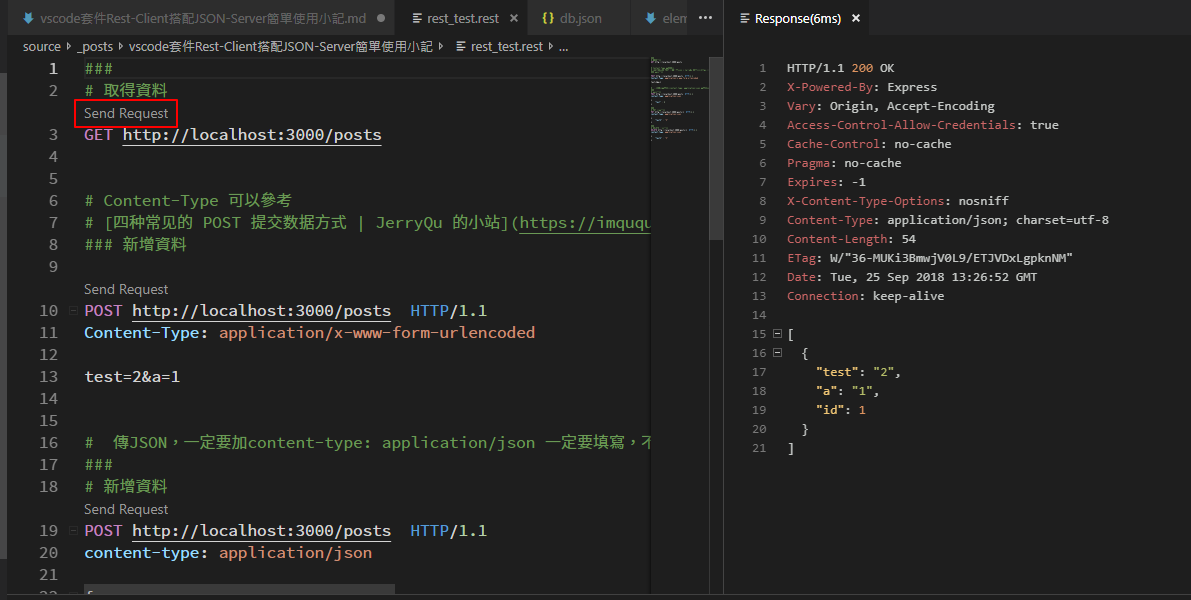 vscode套件Rest-Client搭配JSON-Server簡單使用小記.md ● rest_test.rest × {} db.json elem ···
source › _posts › vscode套件Rest-Client搭配JSON-Server簡單使用小記 › rest_test.rest › ...
1 ###
2 # 取得資料
Send Request
3 GET http://localhost:3000/posts
4
5
6 # Content-Type 可以參考
7 # [四种常见的 POST 提交数据方式 | JerryQu 的小站](https://imququ
8 ### 新增資料
9
Send Request
10 POST http://localhost:3000/posts HTTP/1.1
11 Content-Type: application/x-www-form-urlencoded
12
13 test=2&a=1
14
15
16 # 傳JSON，一定要加content-type: application/json 一定要填寫，不
17 ###
18 # 新增資料
Send Request
19 POST http://localhost:3000/posts HTTP/1.1
20 content-type: application/json
21
Response(6ms) ×
1 HTTP/1.1 200 OK
2 X-Powered-By: Express
3 Vary: Origin, Accept-Encoding
4 Access-Control-Allow-Credentials: true
5 Cache-Control: no-cache
6 Pragma: no-cache
7 Expires: -1
8 X-Content-Type-Options: nosniff
9 Content-Type: application/json; charset=utf-8
10 Content-Length: 54
11 ETag: W/"36-MUKi3BmwjV0L9/ETJVDxLgpknNM"
12 Date: Tue, 25 Sep 2018 13:26:52 GMT
13 Connection: keep-alive
14
15 [
16 {
17 "test": "2",
18 "a": "1",
19 "id": 1
20 }
21 ]